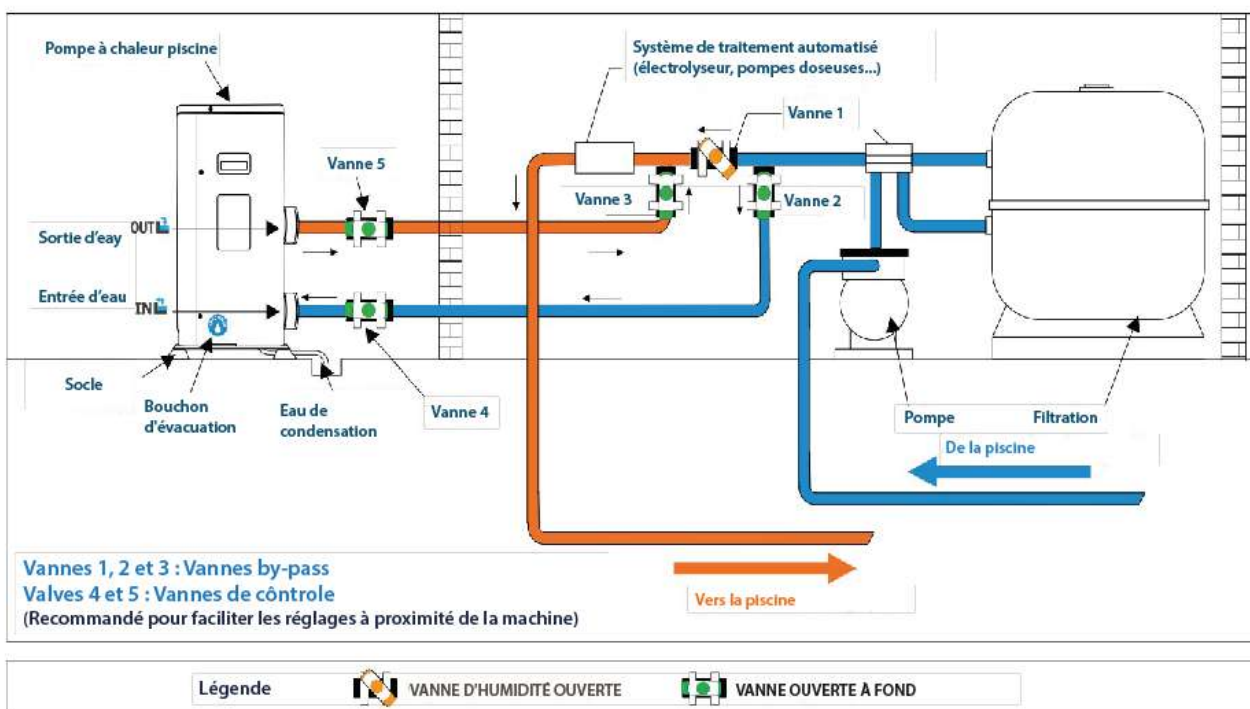 Pompe à chaleur piscine
Système de traitement automatisé
(électrolyseur, pompes doseuses...)
Vanne 1
Vanne 5
Vanne 3
Vanne 2
OUT
Sortie d'eay
Entrée d'eau
IN
Socle
Bouchon
d'évacuation
Eau de
condensation
Vanne 4
Pompe
Filtration
De la piscine
Vers la piscine
Vannes 1, 2 et 3 : Vannes by-pass
Valves 4 et 5 : Vannes de côntrole
(Recommandé pour faciliter les réglages à proximité de la machine)
Légende
VANNE D'HUMIDITÉ OUVERTE
VANNE OUVERTE À FOND